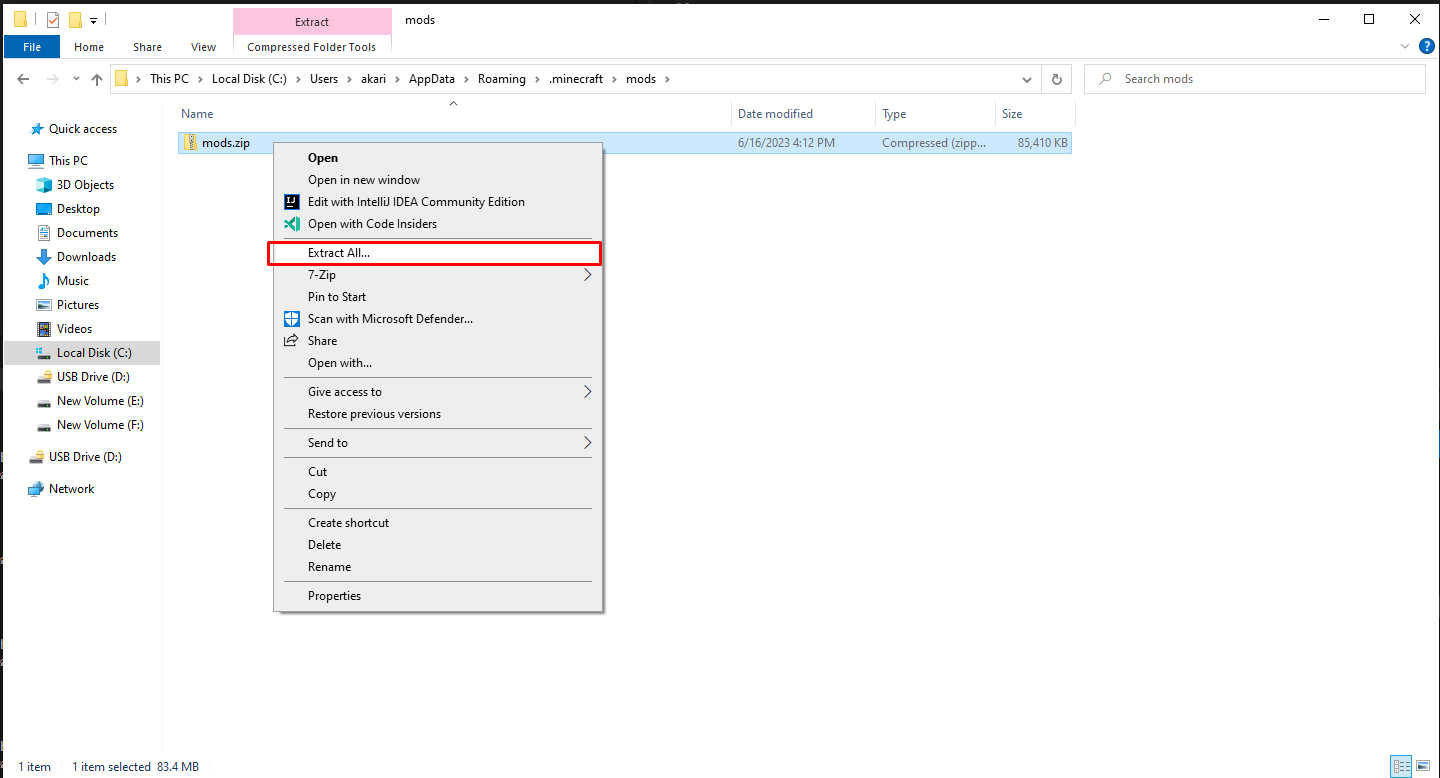 Extract
mods
File
Home
Share
View
Compressed Folder Tools
This PC
Local Disk (C:)
Users
akari
AppData
Roaming
.minecraft
mods
Search mods
Quick access
This PC
3D Objects
Desktop
Documents
Downloads
Music
Pictures
Videos
Local Disk (C:)
USB Drive (D:)
New Volume (E:)
New Volume (F:)
USB Drive (D:)
Network
Name
Date modified
Type
Size
mods.zip
6/16/2023 4:12 PM
Compressed (zipp...
85,410 KB
Open
Open in new window
Edit with IntelliJ IDEA Community Edition
Open with Code Insiders
Extract All...
7-Zip
Pin to Start
Scan with Microsoft Defender...
Share
Open with...
Give access to
Restore previous versions
Send to
Cut
Copy
Create shortcut
Delete
Rename
Properties
1 item
1 item selected 83.4 MB